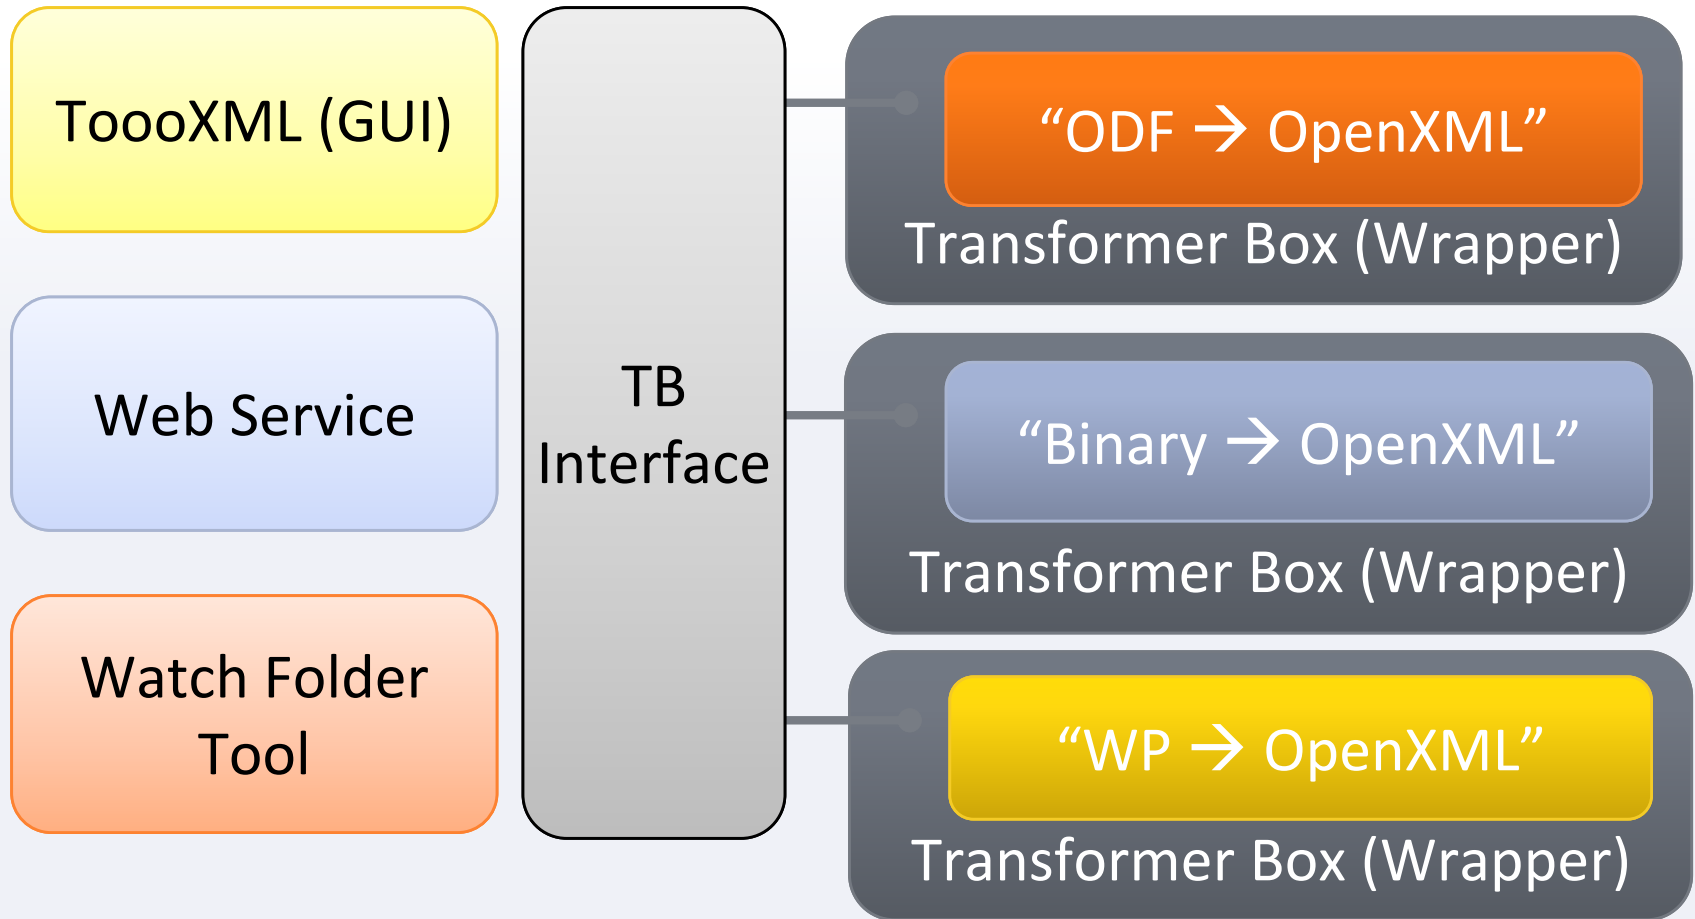 ToooXML (GUI)
Web Service
Watch Folder
Tool
TB
Interface
“ODF → OpenXML”
Transformer Box (Wrapper)
“Binary → OpenXML”
Transformer Box (Wrapper)
“WP → OpenXML”
Transformer Box (Wrapper)